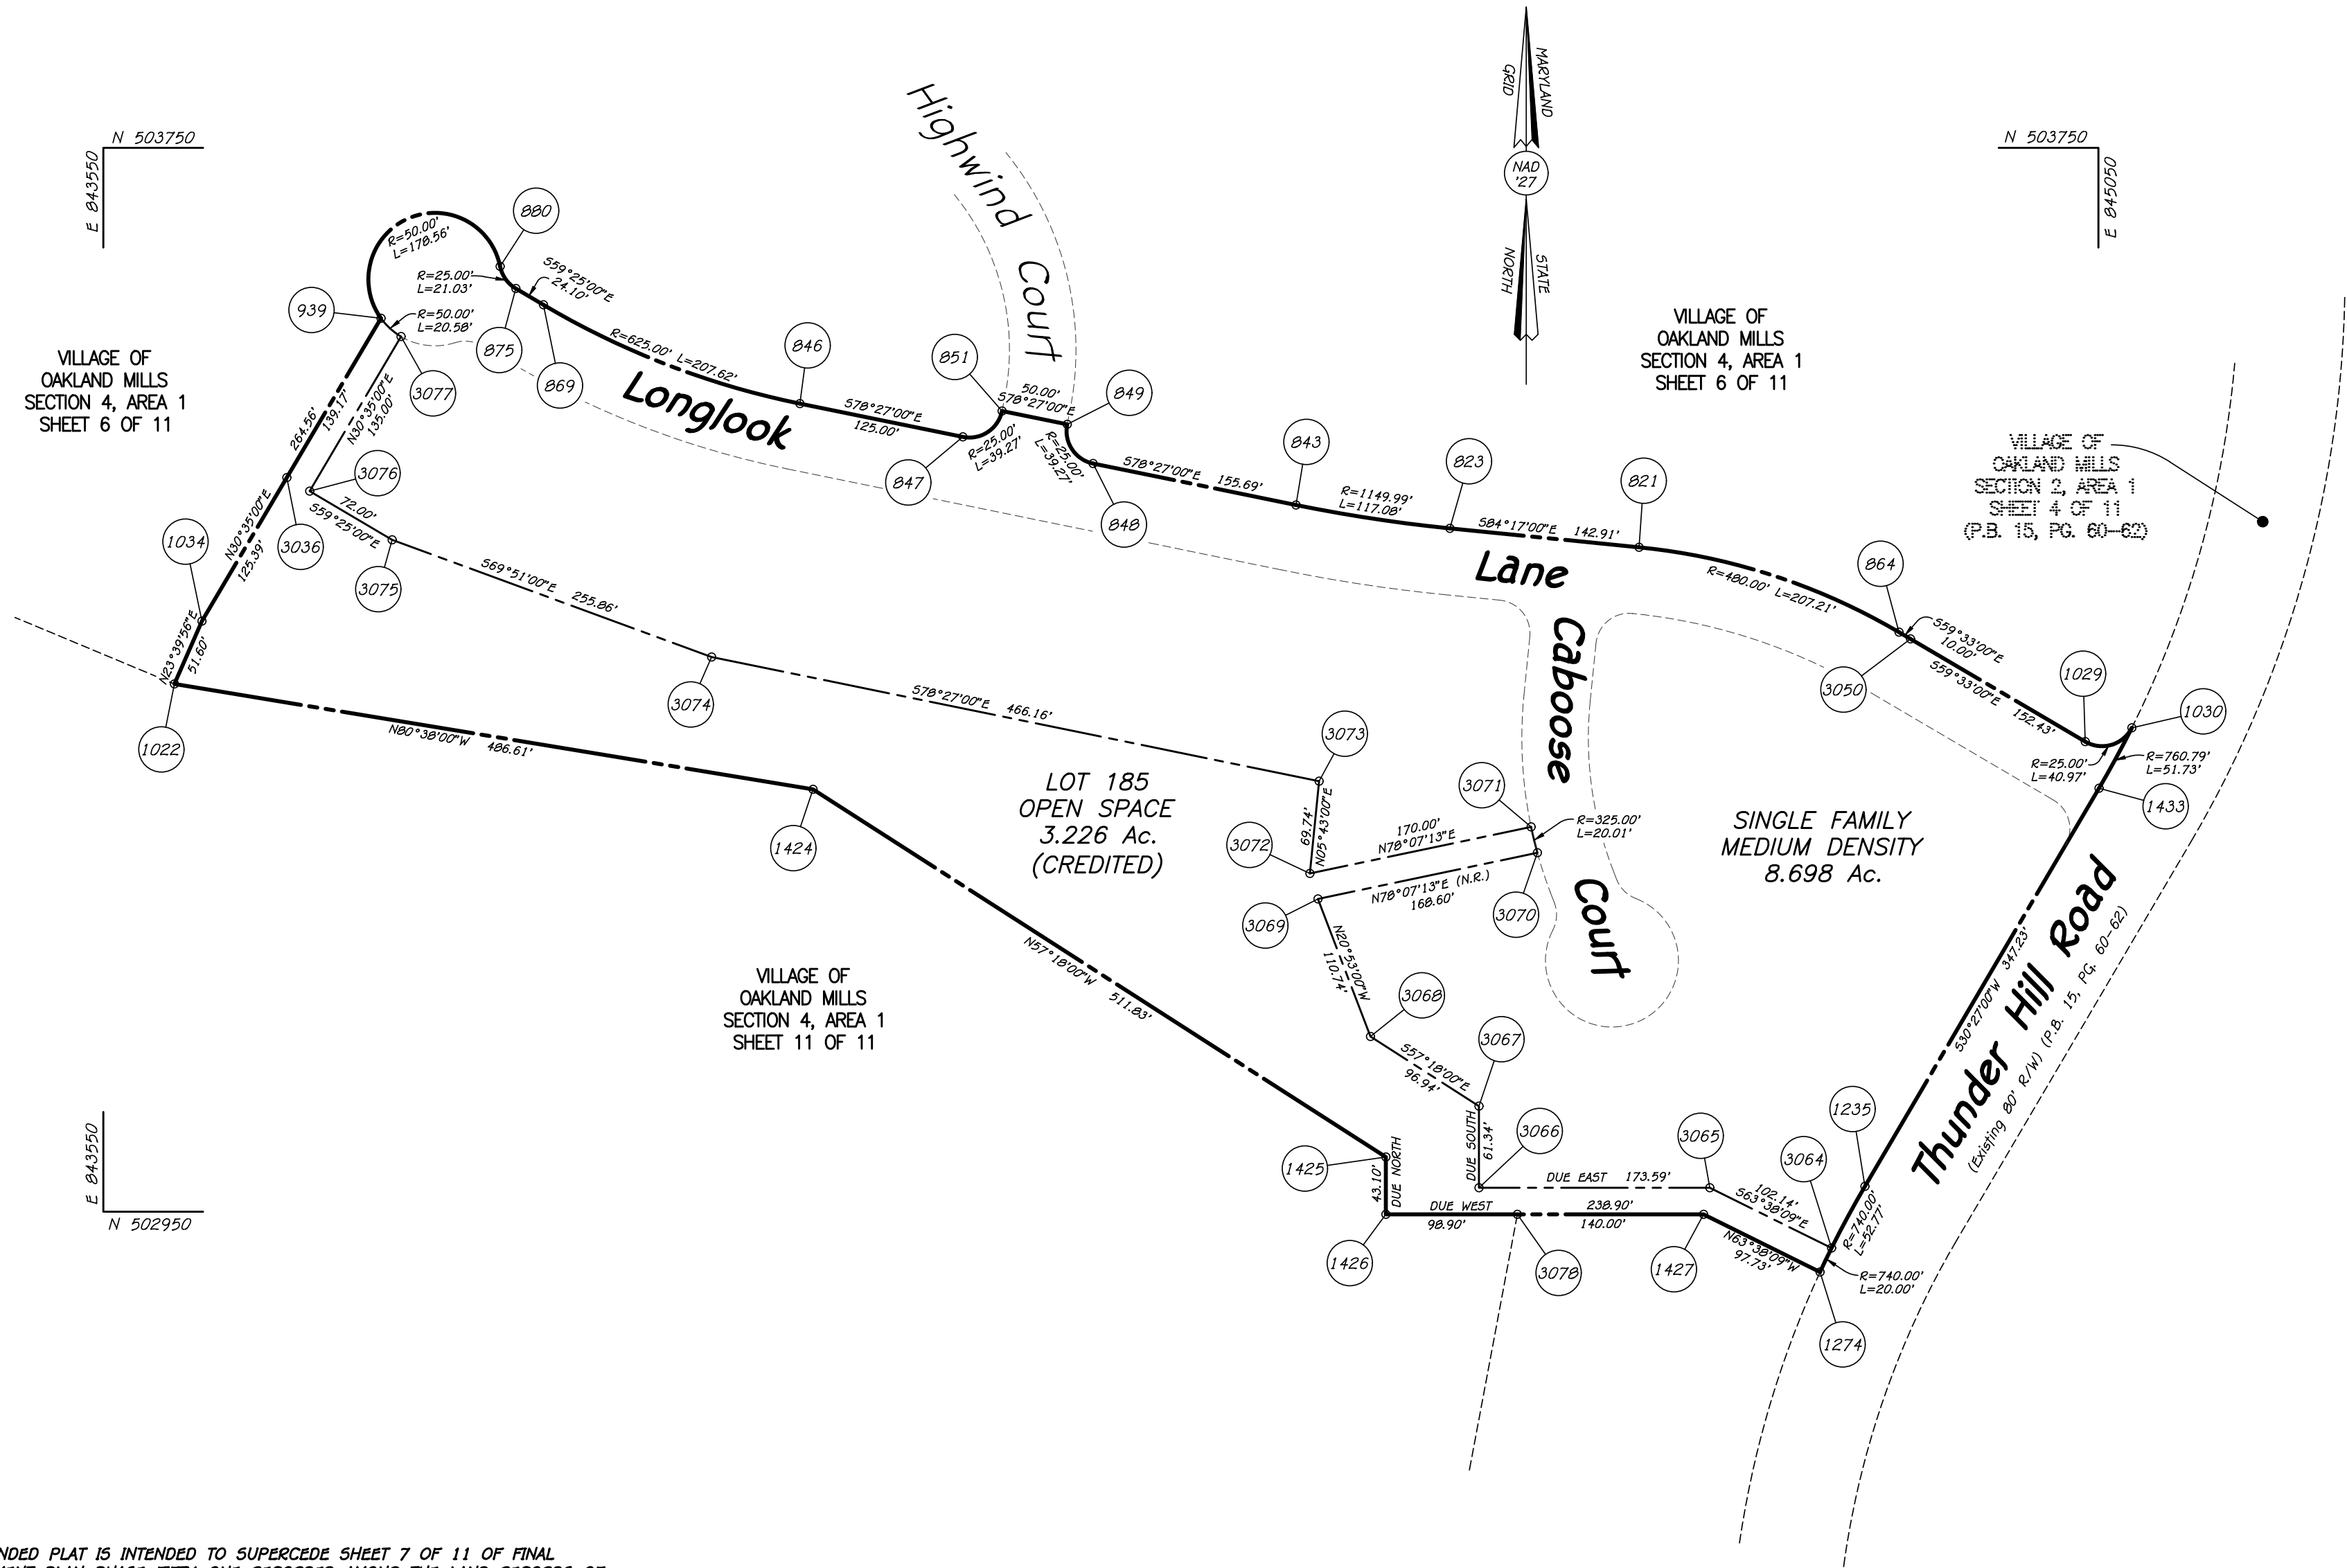 N 503750
E 843550
Highwind Court
MARYLAND
GRID
NAD
'27
NORTH
STATE
N 503750
E 845050
VILLAGE OF
OAKLAND MILLS
SECTION 4, AREA 1
SHEET 6 OF 11
VILLAGE OF
OAKLAND MILLS
SECTION 4, AREA 1
SHEET 6 OF 11
VILLAGE OF
OAKLAND MILLS
SECTION 2, AREA 1
SHEET 4 OF 11
(P.B. 15, PG. 60-62)
880
R=50.00'
L=178.56'
R=25.00'
L=21.03'
S59°25'00"E
24.10'
939
R=50.00'
L=20.58'
875
869
3077
R=625.00' L=207.62'
846
851
50.00'
S78°27'00"E
849
S78°27'00"E
125.00'
R=25.00'
L=39.27'
R=25.00'
L=39.27'
847
848
S78°27'00"E 155.69'
843
R=1149.99'
L=117.08'
823
S84°17'00"E 142.91'
821
R=480.00' L=207.21'
864
S59°33'00"E
10.00'
3050
S59°33'00"E 152.43'
1029
1030
R=25.00'
L=40.97'
R=760.79'
L=51.73'
1433
264.56'
139.17'
N30°35'00"E
135.00'
3076
72.00'
S59°25'00"E
3036
N30°35'00"E
125.39'
1034
3075
N23°39'56"E
51.60'
1022
S69°51'00"E 255.86'
3074
S78°27'00"E 466.16'
3073
N80°38'00"W 486.61'
1424
Longlook
Lane
Caboose
Court
LOT 185
OPEN SPACE
3.226 Ac.
(CREDITED)
69.74'
N05°43'00"E
3072
3071
170.00'
N78°07'13"E
R=325.00'
L=20.01'
N78°07'13"E (N.R.)
168.60'
3070
3069
SINGLE FAMILY
MEDIUM DENSITY
8.698 Ac.
N20°53'00"W
110.74'
3068
S57°18'00"E
96.94'
3067
N57°18'00"W 511.83'
VILLAGE OF
OAKLAND MILLS
SECTION 4, AREA 1
SHEET 11 OF 11
DUE SOUTH
61.34'
3066
DUE EAST 173.59'
3065
102.14'
S63°38'09"E
3064
1235
S30°27'00"W 347.23'
Thunder Hill Road
(Existing 80' R/W) (P.B. 15, PG. 60-62)
1425
43.10'
DUE NORTH
DUE WEST 238.90'
98.90' 140.00'
1426
3078
1427
N63°38'09"W
97.73'
R=740.00'
L=52.77'
R=740.00'
L=20.00'
1274
E 843550
N 502950
NDED PLAT IS INTENDED TO SUPERCEDE SHEET 7 OF 11 OF FINAL